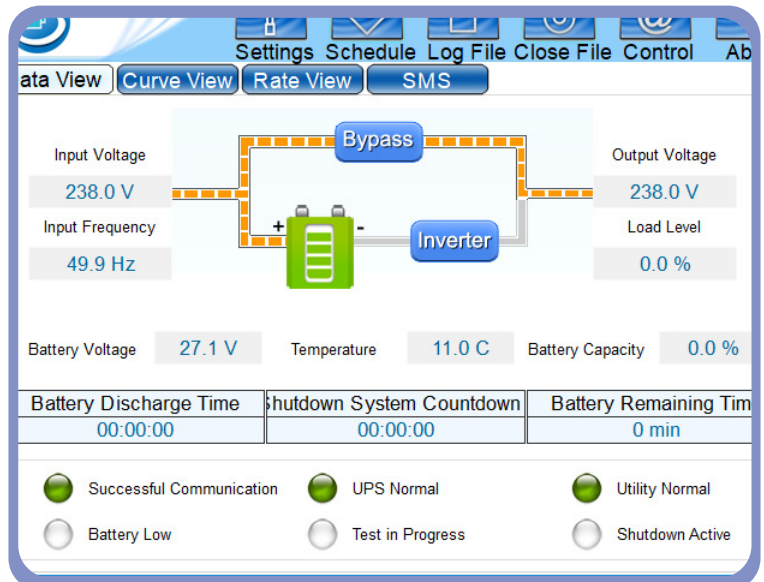 Settings Schedule Log File Close File Control Ab
ata View Curve View Rate View SMS
Bypass
Input Voltage Output Voltage
238.0 V 238.0 V
Input Frequency + - Inverter Load Level
49.9 Hz 0.0 %
Battery Voltage 27.1 V Temperature 11.0 C Battery Capacity 0.0 %
Battery Discharge Time hutdown System Countdown Battery Remaining Tim
00:00:00 00:00:00 0 min
Successful Communication UPS Normal Utility Normal
Battery Low Test in Progress Shutdown Active